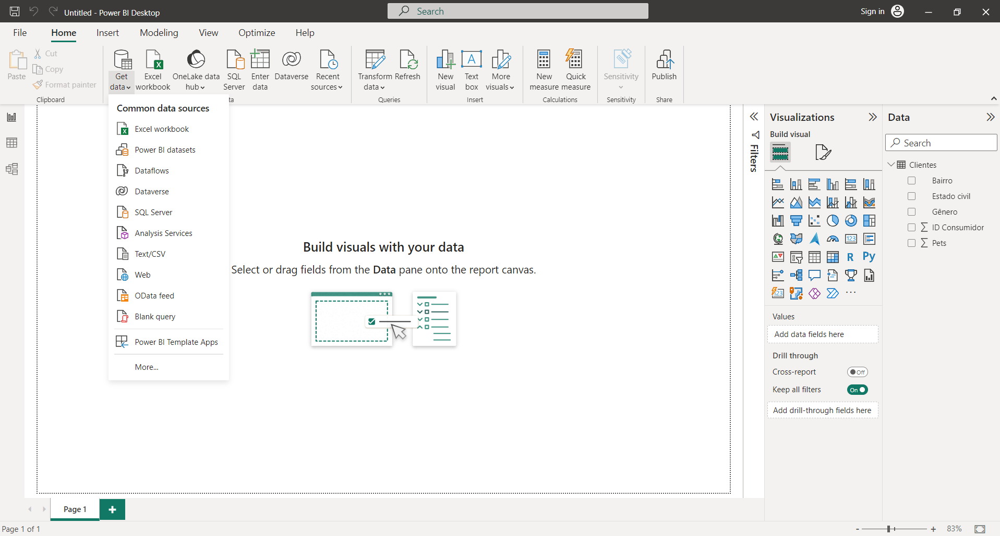 Untitled - Power BI Desktop
Search
Sign in
File Home Insert Modeling View Optimize Help
Paste
Cut
Copy
Format painter
Clipboard
Get data
Excel workbook
OneLake data hub
SQL Server
Enter data
Dataverse
Recent sources
ta
Transform data
Refresh
Queries
New visual
Text box
More visuals
Insert
New measure
Quick measure
Calculations
Sensitivity
Sensitivity
Publish
Share
Common data sources
Excel workbook
Power BI datasets
Dataflows
Dataverse
SQL Server
Analysis Services
Text/CSV
Web
OData feed
Blank query
Power BI Template Apps
More...
Build visuals with your data
Select or drag fields from the Data pane onto the report canvas.
Filters
Visualizations
Build visual
123
R
Py
123
Values
Add data fields here
Drill through
Cross-report
Off
Keep all filters
On
Add drill-through fields here
Data
Search
Clientes
Bairro
Estado civil
Gênero
∑ ID Consumidor
∑ Pets
Page 1
Page 1 of 1
83%